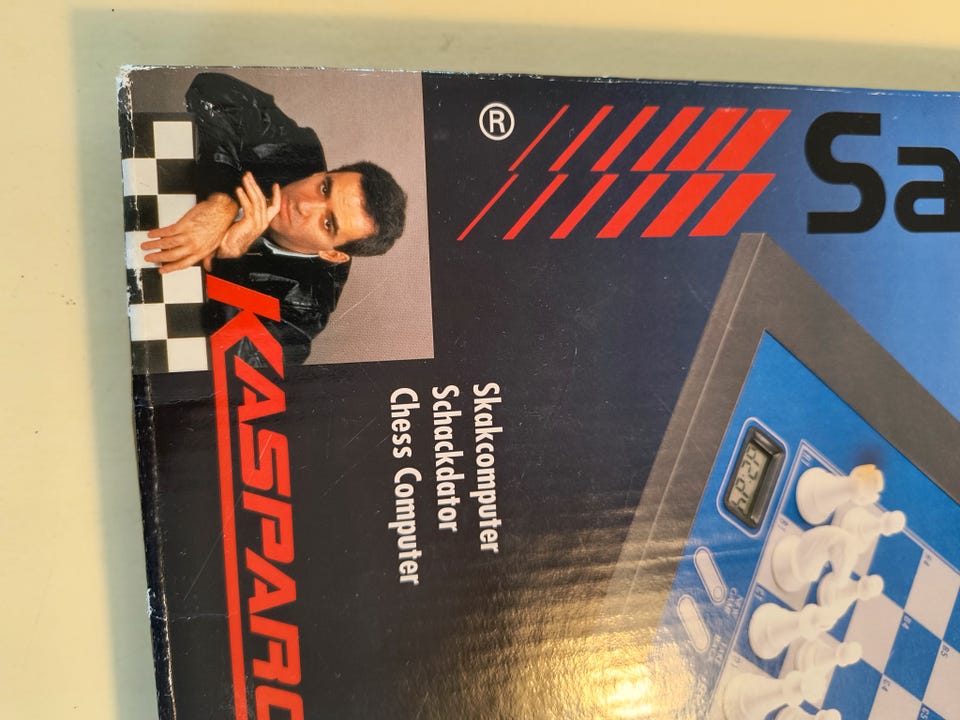 ®
Sa
KASPARO
Skakcomputer
Schackdator
Chess Computer